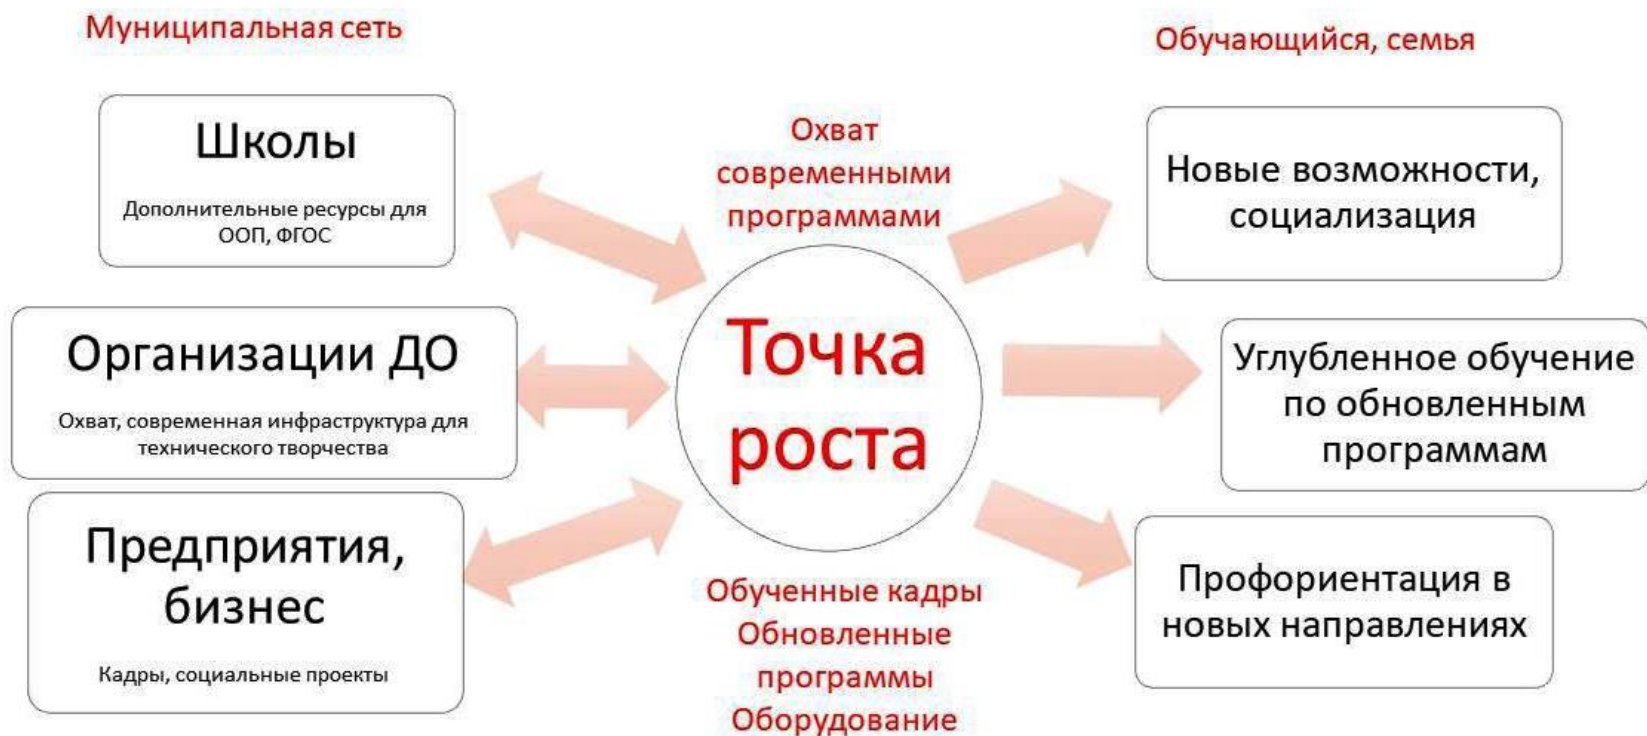 Муниципальная сеть
Школы
Дополнительные ресурсы для
ООП, ФГОС
Организации ДО
Охват, современная инфраструктура для
технического творчества
Предприятия,
бизнес
Кадры, социальные проекты
Охват
современными
программами
Точка
роста
Обученные кадры
Обновленные
программы
Оборудование
Обучающийся, семья
Новые возможности,
социализация
Углубленное обучение
по обновленным
программам
Профориентация в
новых направлениях